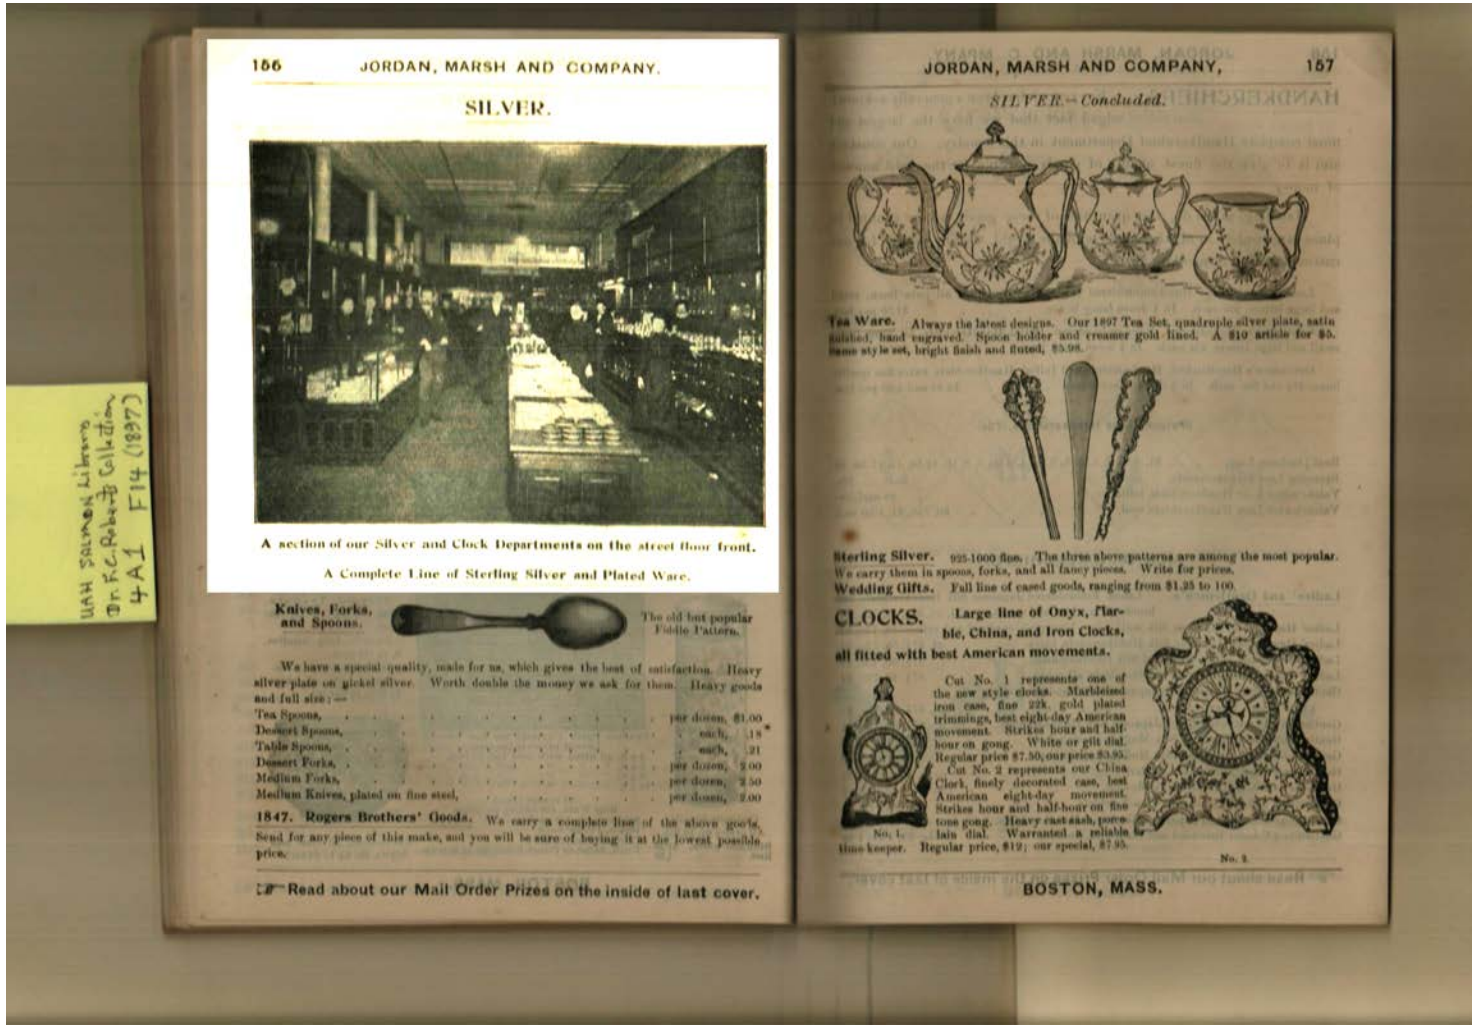 156 JORDAN, MARSH AND COMPANY.
SILVER.
A section of our Silver and Clock Departments on the street floor front.
A Complete Line of Sterling Silver and Plated Ware.
Knives, Forks,
and Spoons.
The old but popular
Fiddle Pattern.
We have a special quality, made for us, which gives the best of satisfaction. Heavy
silver plate on nickel silver. Worth double the money we ask for them. Heavy goods
and full size:—
Tea Spoons, . . . . . . . . . per dozen, $1.00
Dessert Spoons, . . . . . . . . . each, .18
Table Spoons, . . . . . . . . . each, .21
Dessert Forks, . . . . . . . . . per dozen, 2.00
Medium Forks, . . . . . . . . . per dozen, 2.50
Medium Knives, plated on fine steel, . . . . . . per dozen, 2.00
1847. Rogers Brothers' Goods. We carry a complete line of the above goods.
Send for any piece of this make, and you will be sure of buying it at the lowest possible
price.
☞ Read about our Mail Order Prizes on the inside of last cover.
JORDAN, MARSH AND COMPANY, 157
SILVER.—Concluded.
Tea Ware. Always the latest designs. Our 1897 Tea Set, quadruple silver plate, satin
finished, hand engraved. Spoon holder and creamer gold lined. A $10 article for $5.
Same style set, bright finish and fluted, $5.98.
Sterling Silver. 925-1000 fine. The three above patterns are among the most popular.
We carry them in spoons, forks, and all fancy pieces. Write for prices.
Wedding Gifts. Full line of cased goods, ranging from $1.25 to 100.
CLOCKS. Large line of Onyx, Mar-
ble, China, and Iron Clocks,
all fitted with best American movements.
Cut No. 1 represents one of
the new style clocks. Marbleized
iron case, fine 22k. gold plated
trimmings, best eight-day American
movement. Strikes hour and half-
hour on gong. White or gilt dial.
Regular price $7.50, our price $5.95.
Cut No. 2 represents our China
Clock, finely decorated case, best
American eight-day movement.
Strikes hour and half-hour on fine
tone gong. Heavy cast sash, porce-
lain dial. Warranted a reliable
time keeper. Regular price, $12; our special, $7.95.
No. 1.
No. 2.
BOSTON, MASS.
UAH SALMON Library
Dr. F.C. Roberts Collection
4 A1 F14 (1897)